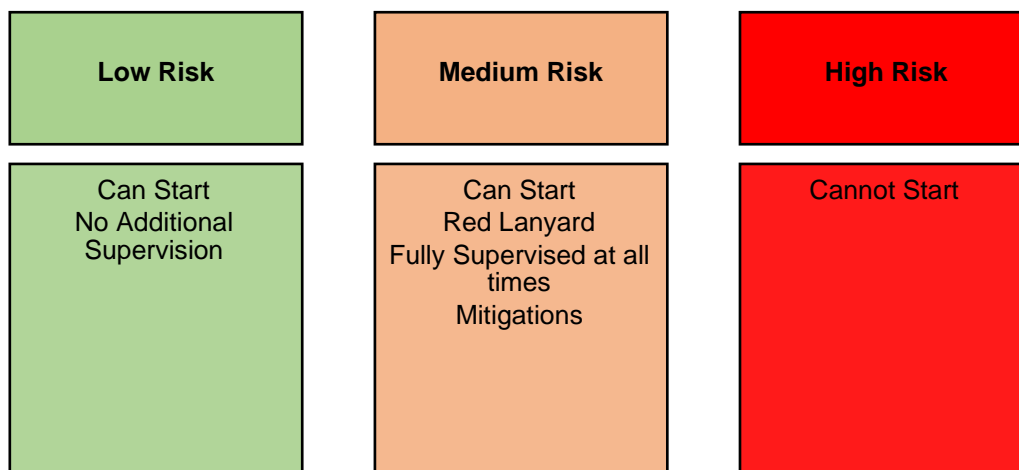 Low Risk
Medium Risk
High Risk
Can Start
No Additional
Supervision
Can Start
Red Lanyard
Fully Supervised at all
times
Mitigations
Cannot Start